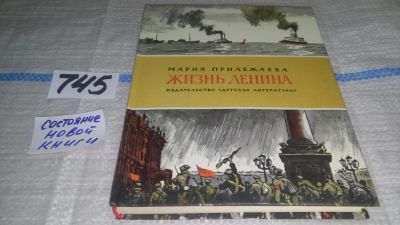 745
СОСТОЯНИЕ
НОВОЙ
КНИГИ
МАРИЯ ПРИЛЕЖАЕВА
ЖИЗНЬ ЛЕНИНА
ИЗДАТЕЛЬСТВО «ДЕТСКАЯ ЛИТЕРАТУРА»